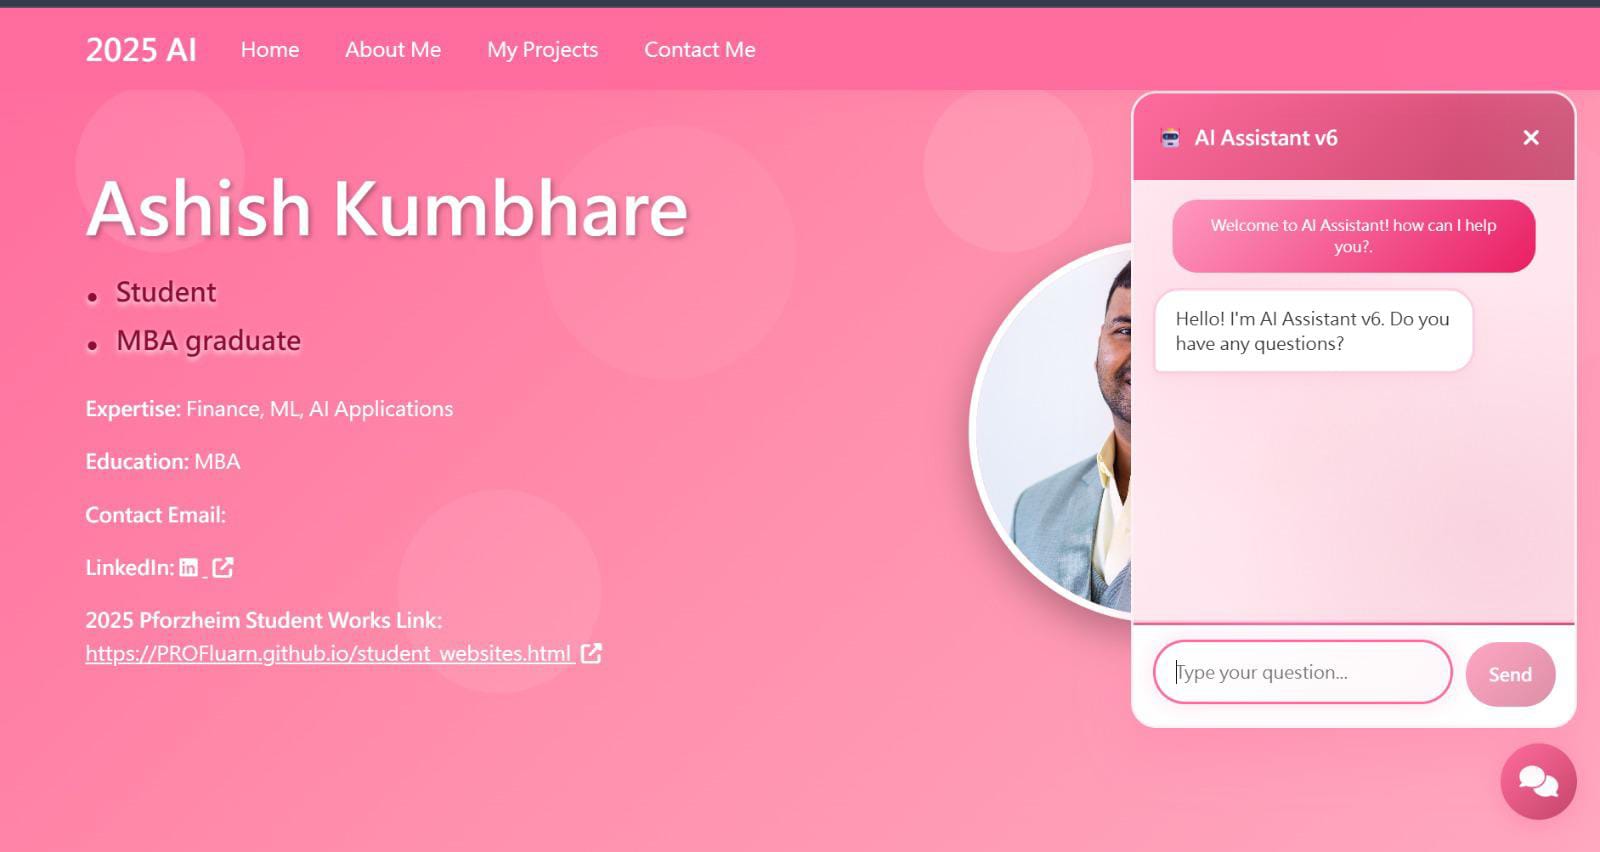 2025 AI
Home
About Me
My Projects
Contact Me
Ashish Kumbhare
Student
MBA graduate
Expertise: Finance, ML, AI Applications
Education: MBA
Contact Email:
LinkedIn: in
2025 Pforzheim Student Works Link:
https://PROFluarn.github.io/student_websites.html
AI Assistant v6
Welcome to AI Assistant! how can I help
you?.
Hello! I'm AI Assistant v6. Do you
have any questions?
Type your question...
Send